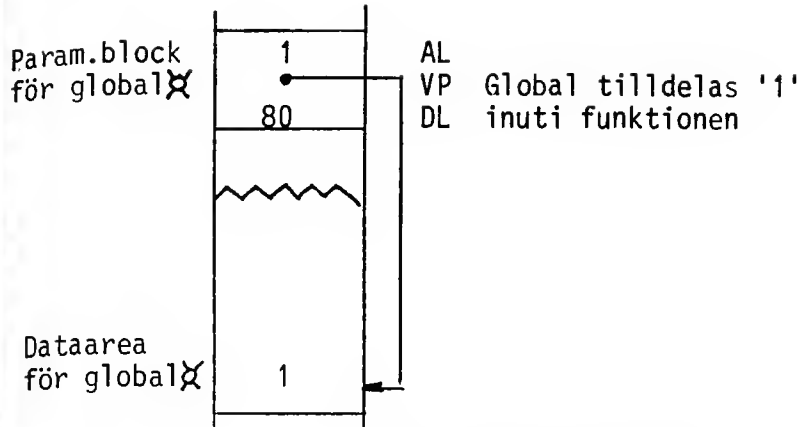 Param.block
för global¤
1
80
AL
VP Global tilldelas '1'
DL inuti funktionen
Dataarea
för global¤
1